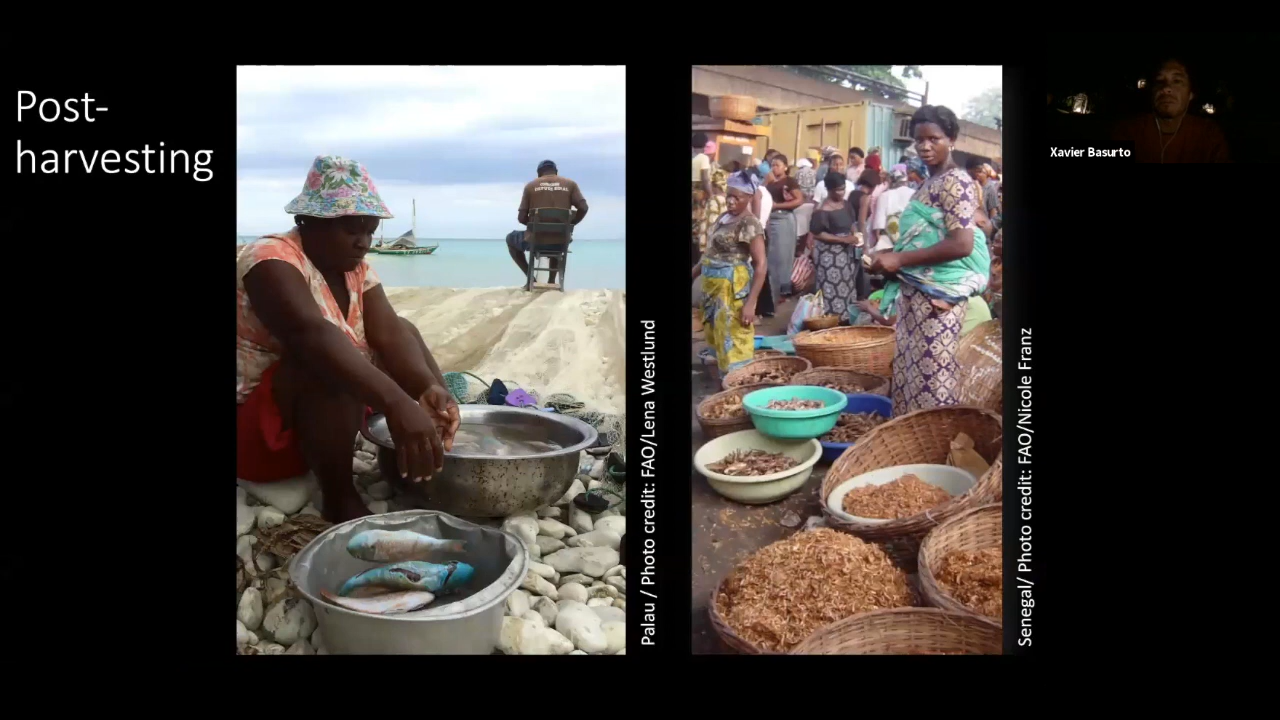 Post-
harvesting
Palau / Photo credit: FAO/Lena Westlund
Senegal/ Photo credit: FAO/Nicole Franz
Xavier Basurto